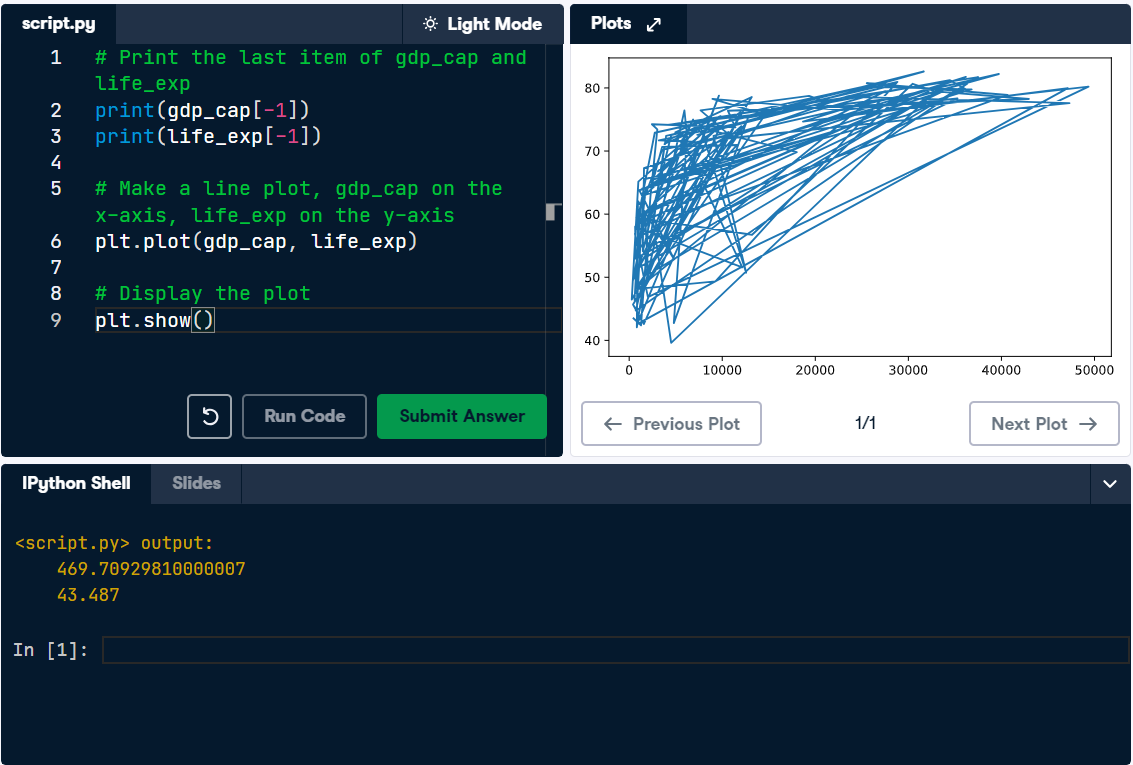 script.py
Light Mode
1 # Print the last item of gdp_cap and
life_exp
2 print(gdp_cap[-1])
3 print(life_exp[-1])
4
5 # Make a line plot, gdp_cap on the
x-axis, life_exp on the y-axis
6 plt.plot(gdp_cap, life_exp)
7
8 # Display the plot
9 plt.show()
Run Code
Submit Answer
Plots
80
70
60
50
40
0 10000 20000 30000 40000 50000
← Previous Plot
1/1
Next Plot →
IPython Shell
Slides
<script.py> output:
469.70929810000007
43.487
In [1]: